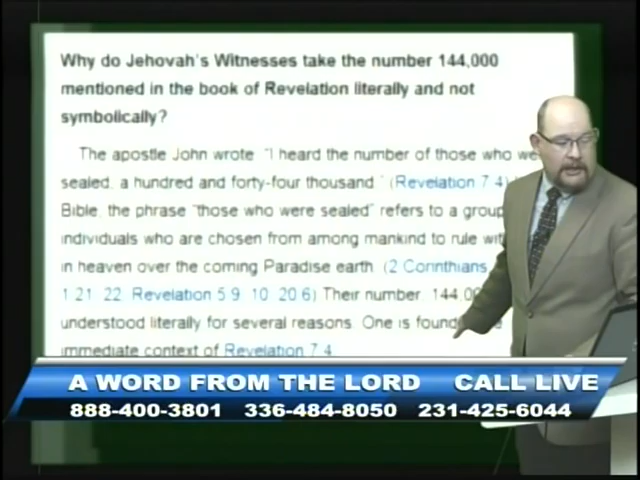 Why do Jehovah's Witnesses take the number 144,000
mentioned in the book of Revelation literally and not
symbolically?
The apostle John wrote: "I heard the number of those who we
sealed, a hundred and forty-four thousand." (Revelation 7:4)
Bible, the phrase "those who were sealed" refers to a group
individuals who are chosen from among mankind to rule wit
in heaven over the coming Paradise earth. (2 Corinthians
1:21, 22; Revelation 5:9, 10; 20:6) Their number, 144,00
understood literally for several reasons. One is found
immediate context of Revelation 7:4.
A WORD FROM THE LORD CALL LIVE
888-400-3801 336-484-8050 231-425-6044